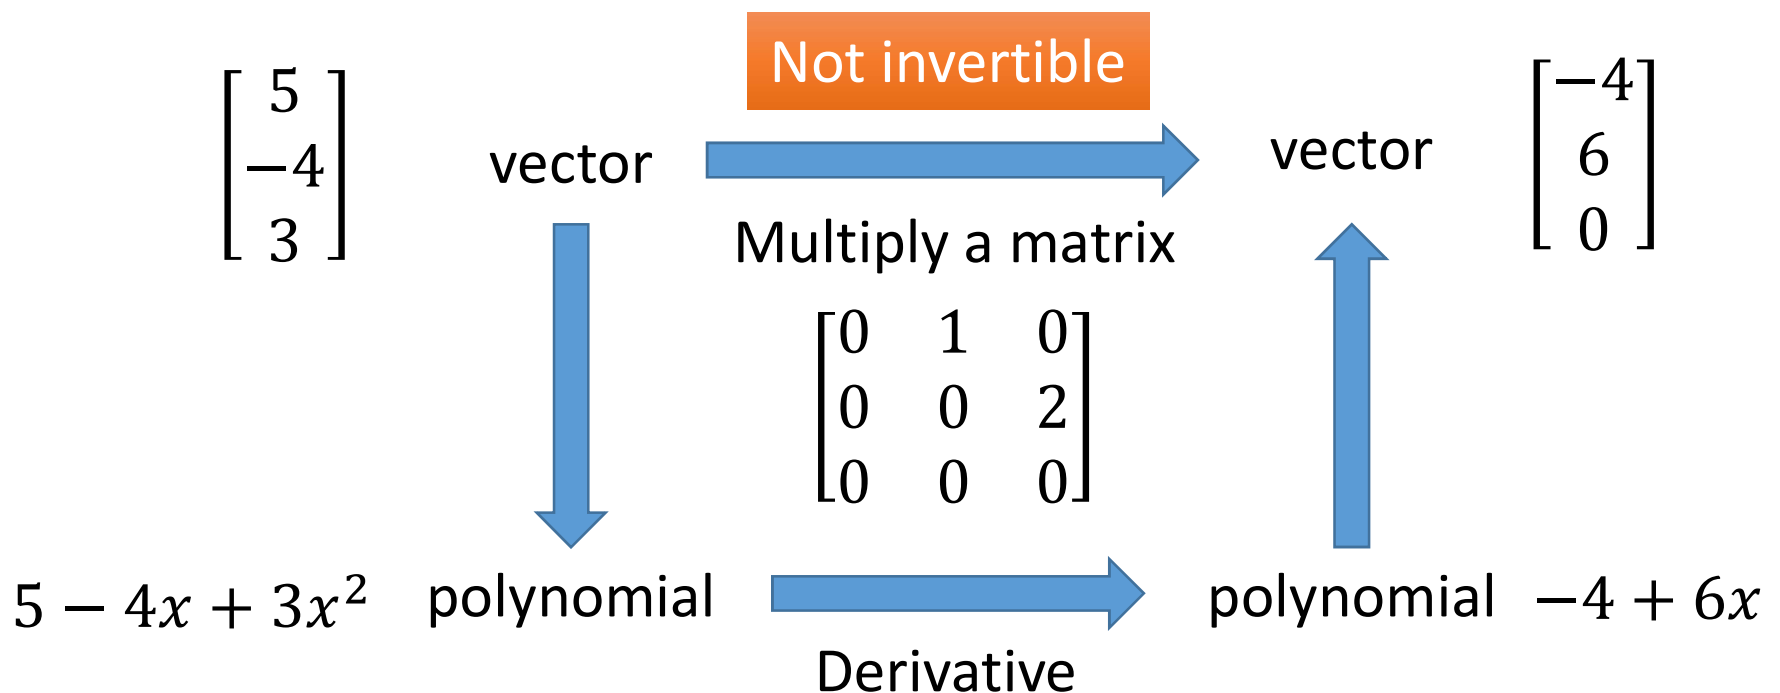 Not invertible
[5
−4
3]
vector
vector
[−4
6
0]
Multiply a matrix
[0 1 0
0 0 2
0 0 0]
5 − 4x + 3x²
polynomial
polynomial
−4 + 6x
Derivative